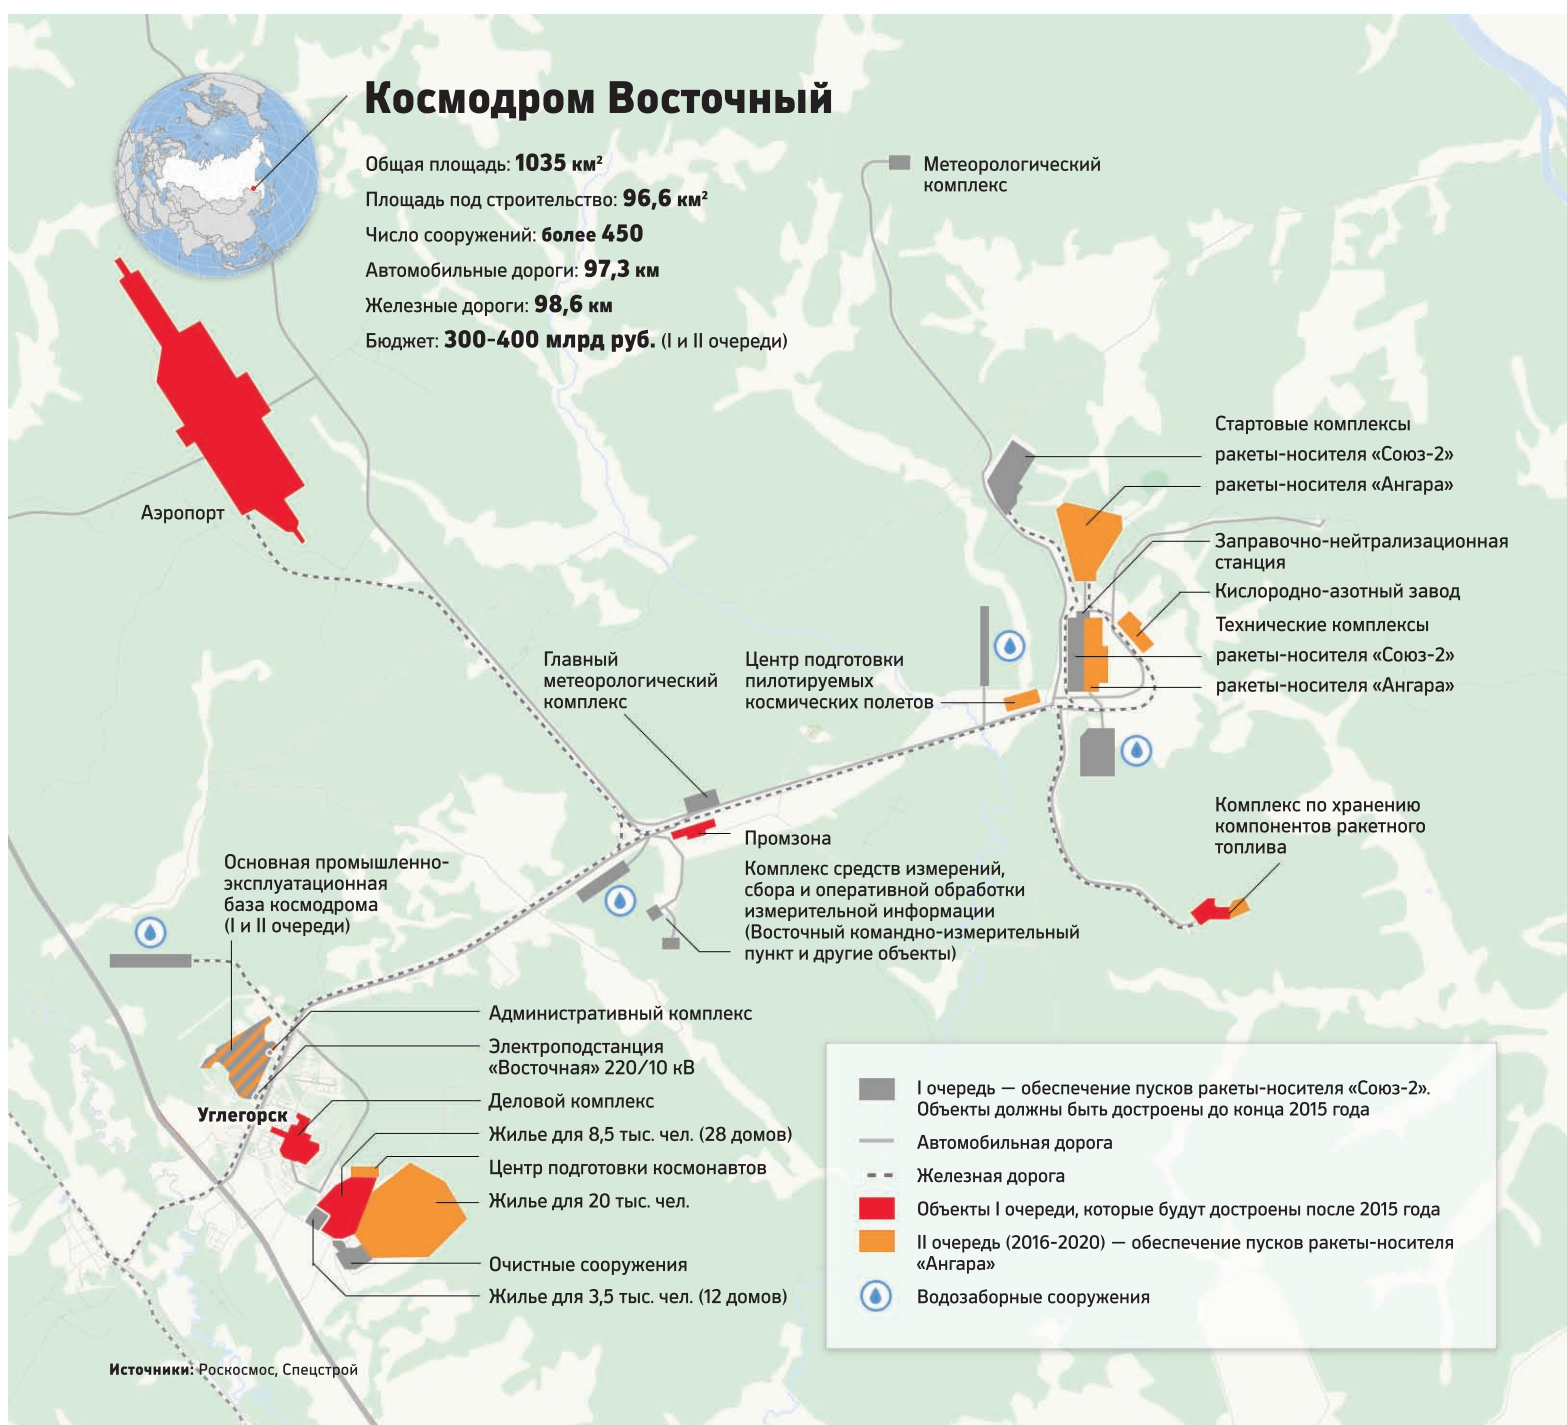 Космодром Восточный
Общая площадь: 1035 км²
Площадь под строительство: 96,6 км²
Число сооружений: более 450
Автомобильные дороги: 97,3 км
Железные дороги: 98,6 км
Бюджет: 300-400 млрд руб. (I и II очереди)
Метеорологический
комплекс
Стартовые комплексы
ракеты-носителя «Союз-2»
ракеты-носителя «Ангара»
Заправочно-нейтрализационная
станция
Кислородно-азотный завод
Технические комплексы
ракеты-носителя «Союз-2»
ракеты-носителя «Ангара»
Аэропорт
Главный
метеорологический
комплекс
Центр подготовки
пилотируемых
космических полетов
Комплекс по хранению
компонентов ракетного
топлива
Промзона
Комплекс средств измерений,
сбора и оперативной обработки
измерительной информации
(Восточный командно-измерительный
пункт и другие объекты)
Основная промышленно-
эксплуатационная
база космодрома
(I и II очереди)
Административный комплекс
Электроподстанция
«Восточная» 220/10 кВ
Деловой комплекс
Углегорск
Жилье для 8,5 тыс. чел. (28 домов)
Центр подготовки космонавтов
Жилье для 20 тыс. чел.
Очистные сооружения
Жилье для 3,5 тыс. чел. (12 домов)
I очередь — обеспечение пусков ракеты-носителя «Союз-2».
Объекты должны быть достроены до конца 2015 года
Автомобильная дорога
Железная дорога
Объекты I очереди, которые будут достроены после 2015 года
II очередь (2016-2020) — обеспечение пусков ракеты-носителя
«Ангара»
Водозаборные сооружения
Источники: Роскосмос, Спецстрой